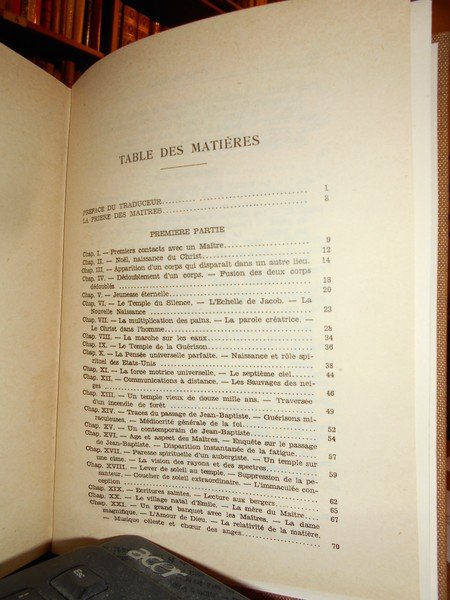 TABLE DES MATIÈRES
PREFACE DU TRADUCEUR 1
LA PRIERE DES MAITRES 8
PREMIERE PARTIE
Chap. I. — Premiers contacts avec un Maître 9
Chap. II. — Noël, naissance du Christ 12
Chap. III. — Apparition d'un corps qui disparaît dans un autre lieu. 14
Chap. IV. — Dédoublement d'un corps. — Fusion des deux corps
dédoublés 18
Chap. V. — Jeunesse éternelle 20
Chap. VI. — Le Temple du Silence. — L'Echelle de Jacob. — La
Nouvelle Naissance 23
Chap. VII. — La multiplication des pains. — La parole créatrice. —
Le Christ dans l'homme 28
Chap. VIII. — La marche sur les eaux 34
Chap. IX. — Le Temple de la Guérison 36
Chap. X. — La Pensée universelle parfaite. — Naissance et rôle spi-
rituel des Etats-Unis 38
Chap. XI. — La force motrice universelle. — Le septième ciel 44
Chap. XII. — Communications à distance. — Les Sauvages des nei-
ges 46
Chap. XIII. — Un temple vieux de douze mille ans. — Traversée
d'un incendie de forêt 49
Chap. XIV. — Traces du passage de Jean-Baptiste. — Guérisons mi-
raculeuses. — Médiocrité générale de la foi 52
Chap. XV. — Un contemporain de Jean-Baptiste 54
Chap. XVI. — Age et aspect des Maîtres. — Enquête sur le passage
de Jean-Baptiste. — Disparition instantanée de la fatigue 57
Chap. XVII. — Paresse spirituelle d'un aubergiste. — Un temple sur
une cime. — La vision des rayons et des spectres 59
Chap. XVIII. — Lever de soleil au temple. — Suppression de la pe-
santeur. — Coucher de soleil extraordinaire. — L'immaculée con-
ception 62
Chap. XIX. — Ecritures saintes. — Lecture aux bergers 65
Chap. XX. — Le village natal d'Emile. — La mère du Maître 67
Chap. XXI. — Un grand banquet avec les Maîtres. — La dame
magnifique. — L'Amour de Dieu. — La relativité de la matière.
— Musique céleste et chœur des anges 70
acer
Esc